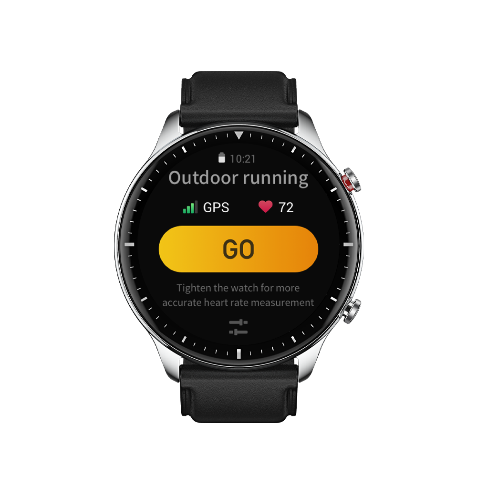 10:21
Outdoor running
GPS 72
GO
Tighten the watch for more
accurate heart rate measurement